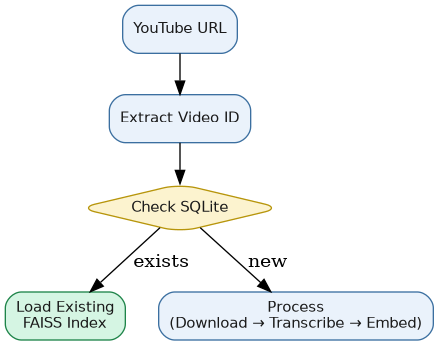 YouTube URL
Extract Video ID
Check SQLite
exists
new
Load Existing
FAISS Index
Process
(Download → Transcribe → Embed)